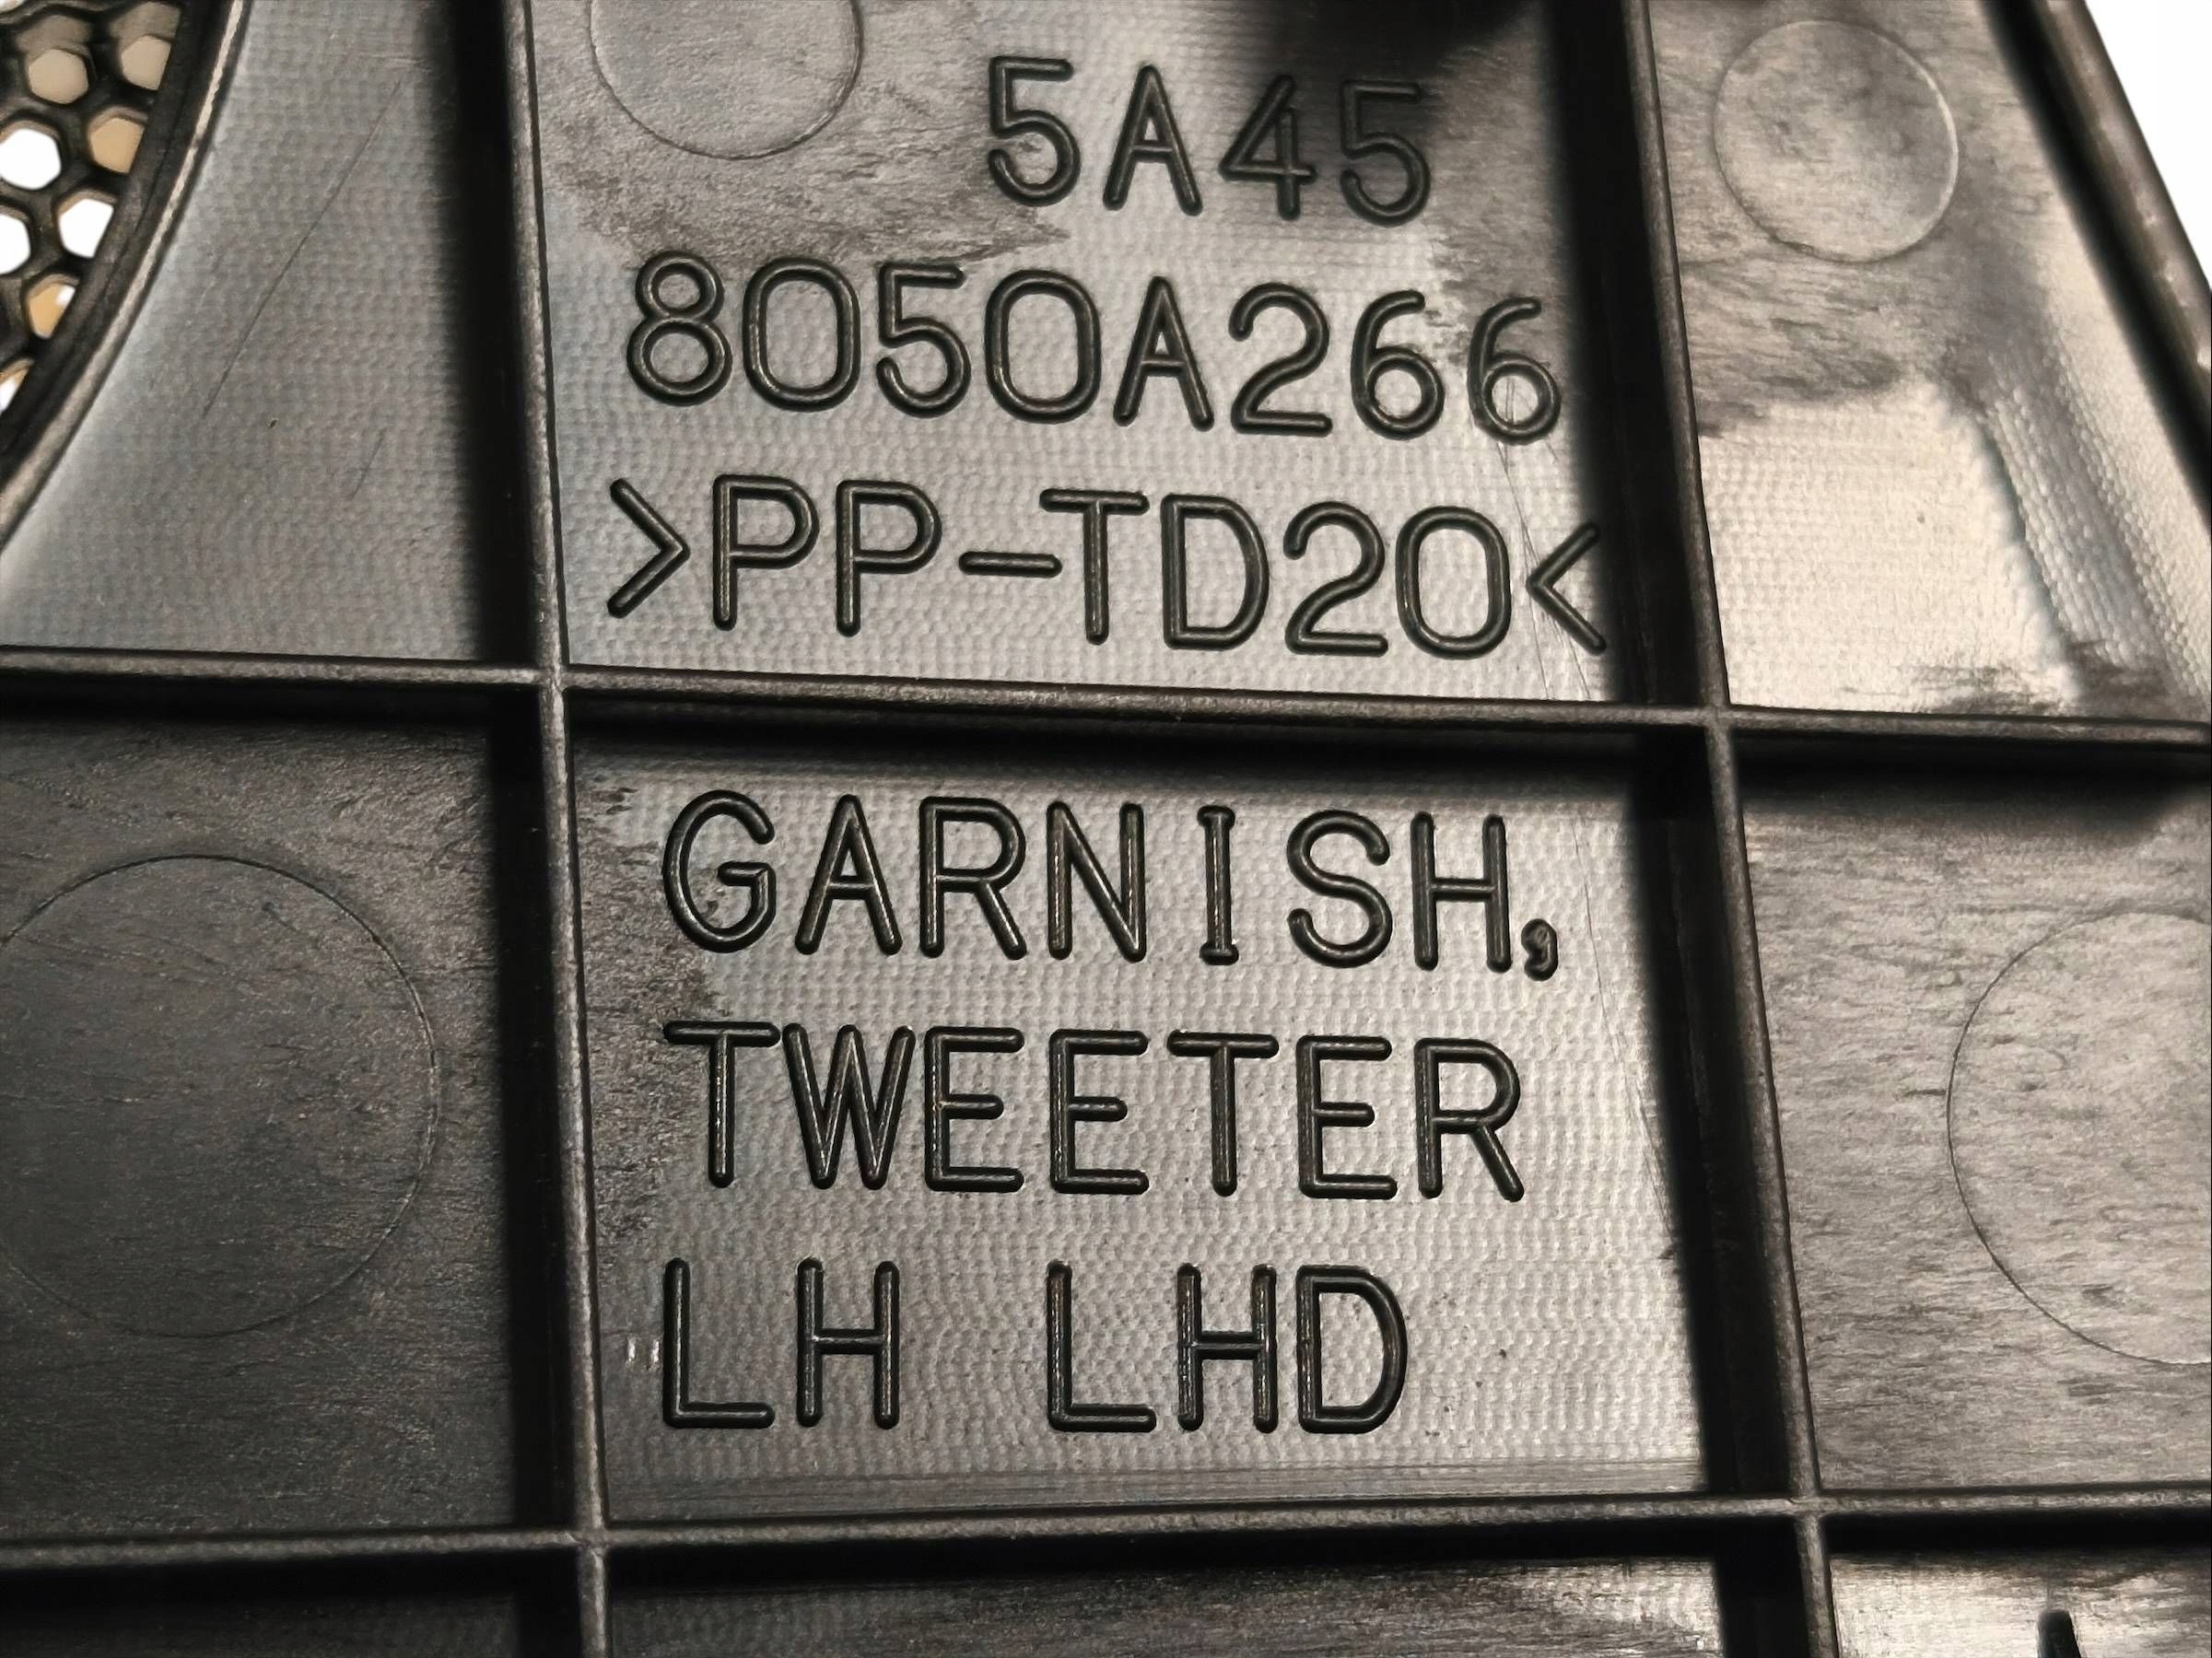 5A45
8050A266
>PP-TD20<
GARNISH,
TWEETER
LH LHD